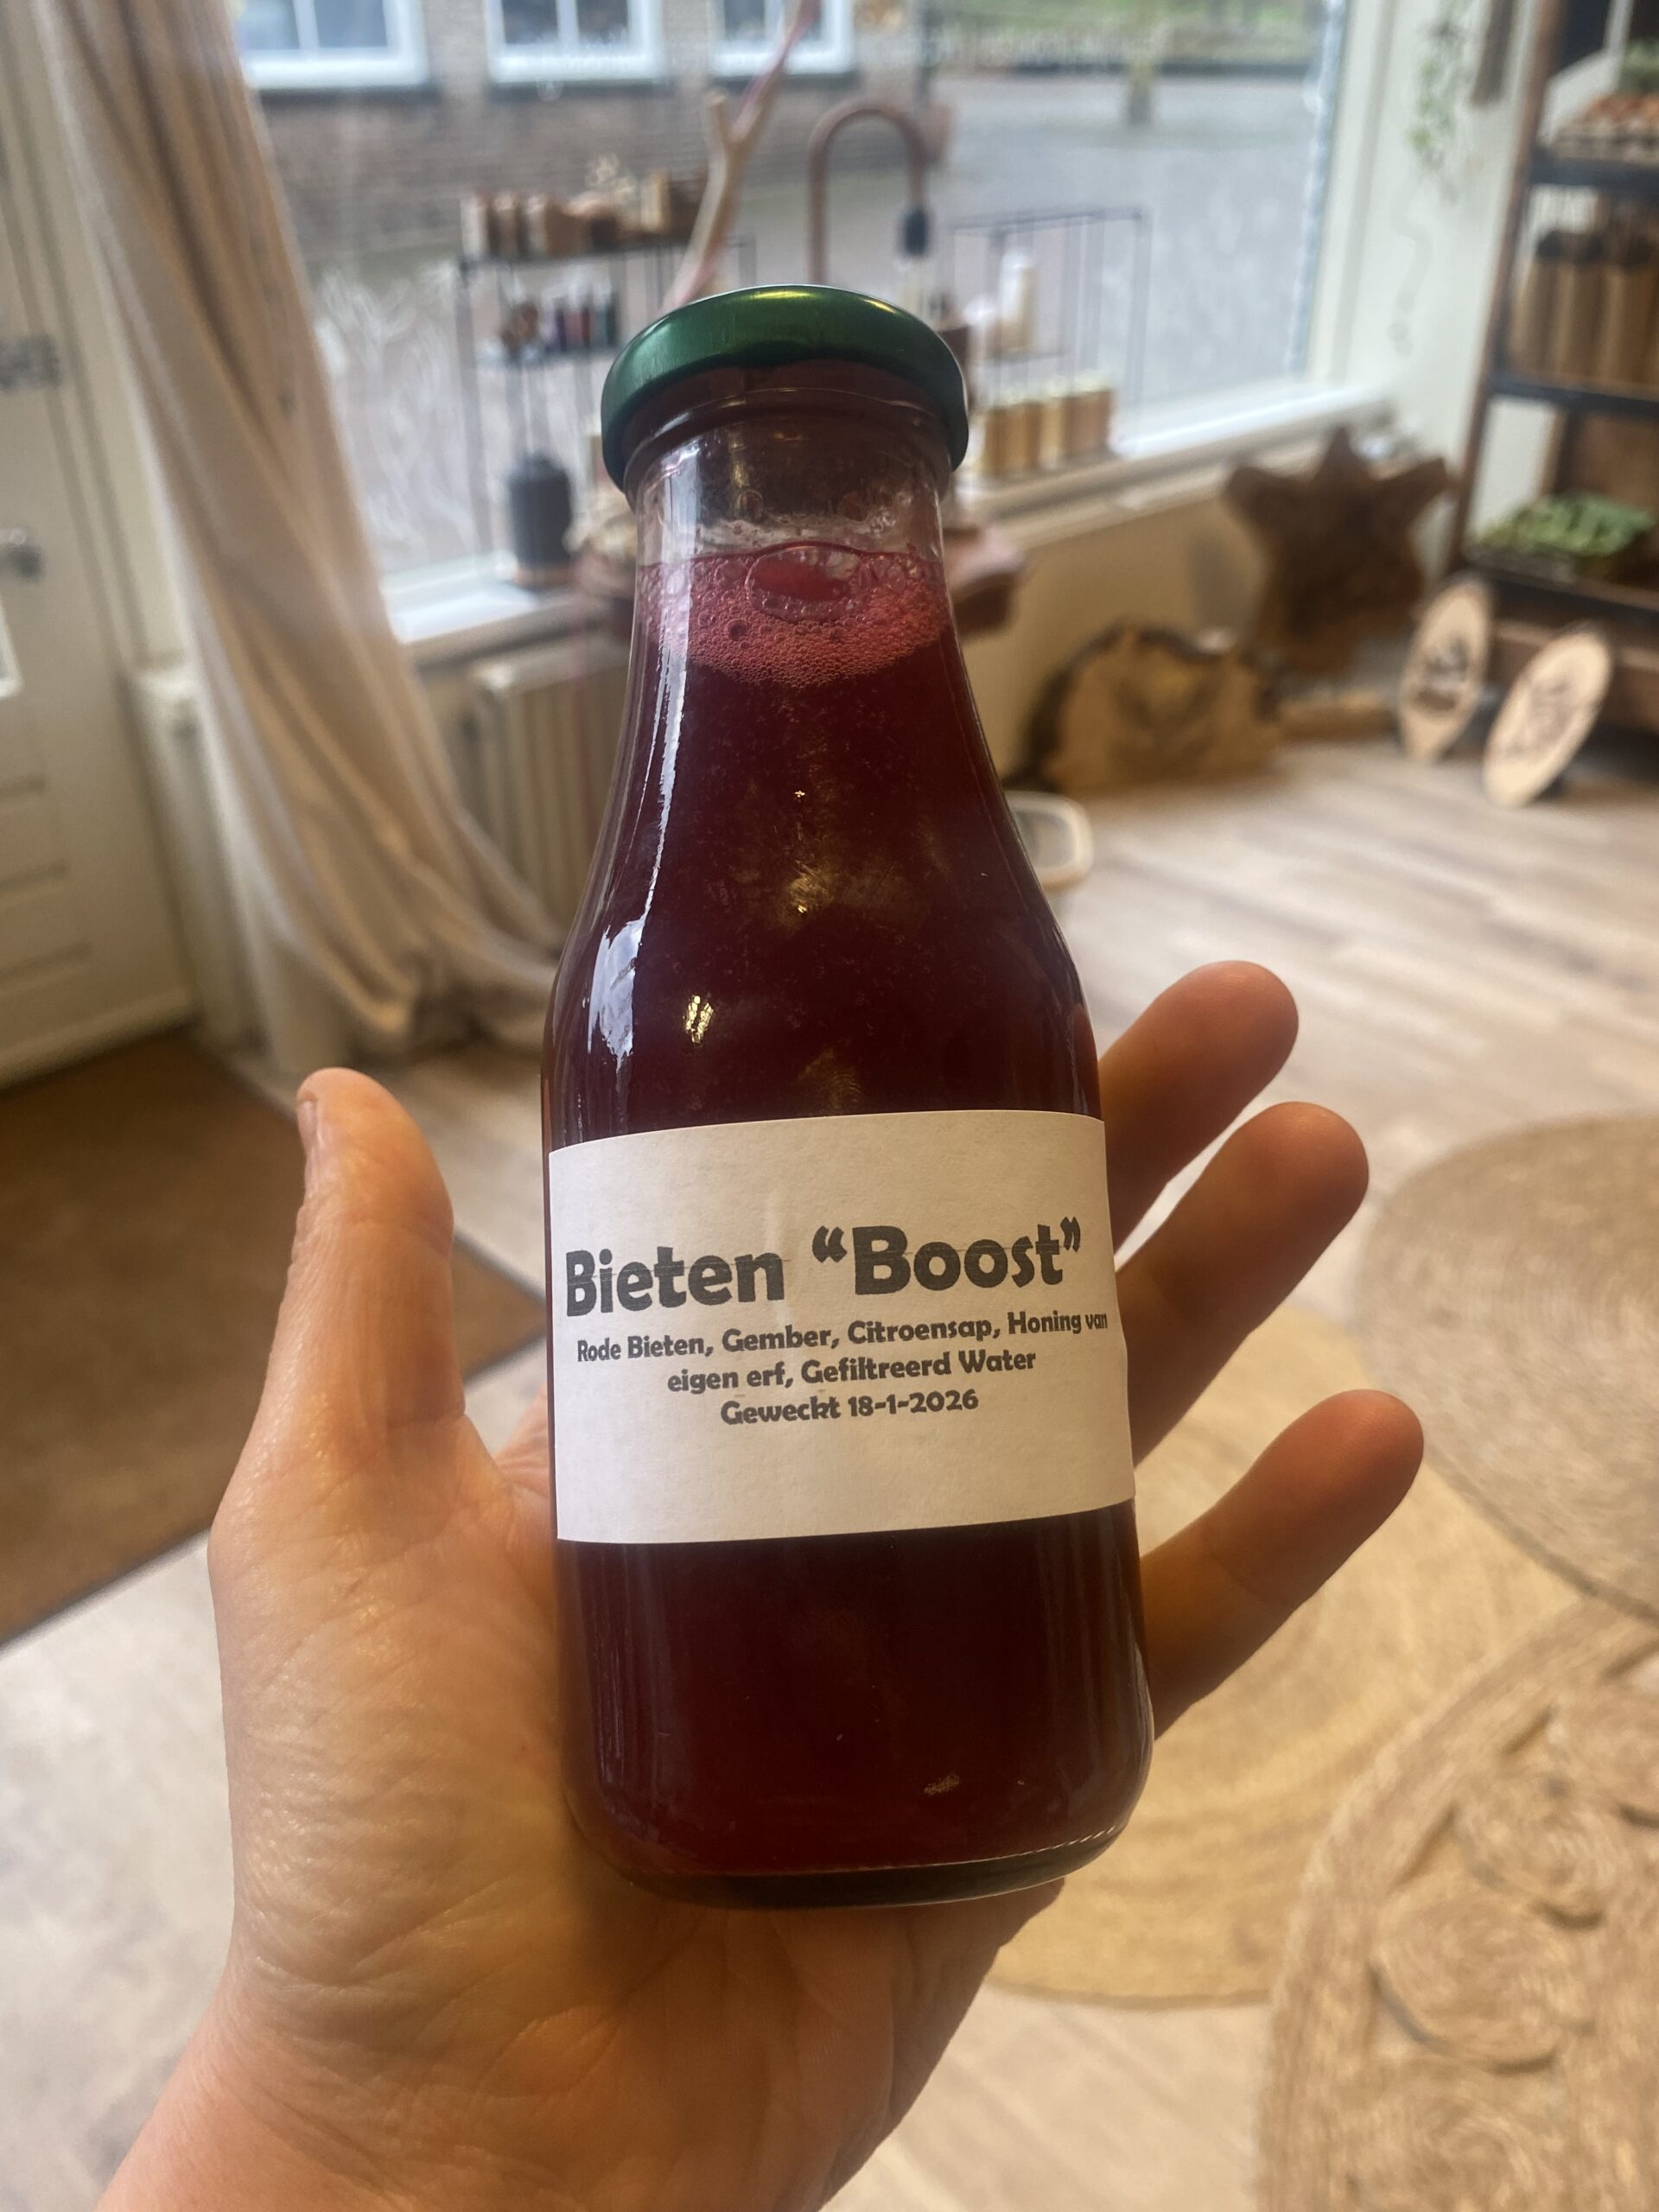 Bieten “Boost”
Rode Bieten, Gember, Citroensap, Honing van
eigen erf, Gefiltreerd Water
Geweckt 18-1-2026